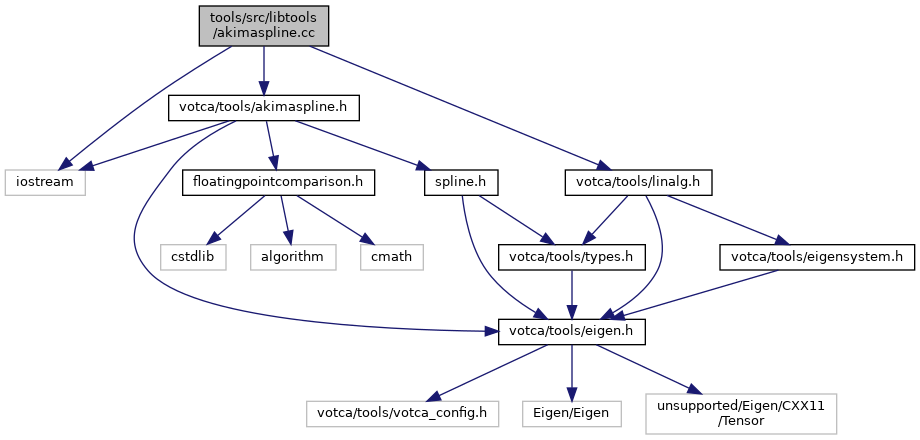 tools/src/libtools
/akimaspline.cc
votca/tools/akimaspline.h
iostream
floatingpointcomparison.h
spline.h
votca/tools/linalg.h
cstdlib
algorithm
cmath
votca/tools/types.h
votca/tools/eigensystem.h
votca/tools/eigen.h
votca/tools/votca_config.h
Eigen/Eigen
unsupported/Eigen/CXX11
/Tensor